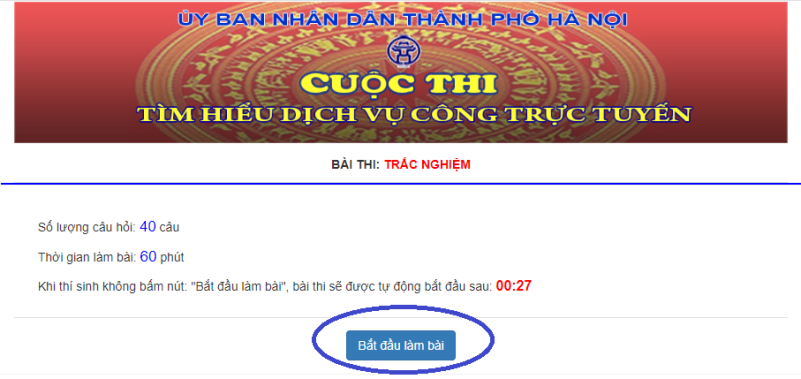 ỦY BAN NHÂN DÂN THÀNH PHỐ HÀ NỘI
CUỘC THI
TÌM HIỂU DỊCH VỤ CÔNG TRỰC TUYẾN
BÀI THI: TRẮC NGHIỆM
Số lượng câu hỏi: 40 câu
Thời gian làm bài: 60 phút
Khi thí sinh không bấm nút: "Bắt đầu làm bài", bài thi sẽ được tự động bắt đầu sau: 00:27
Bắt đầu làm bài